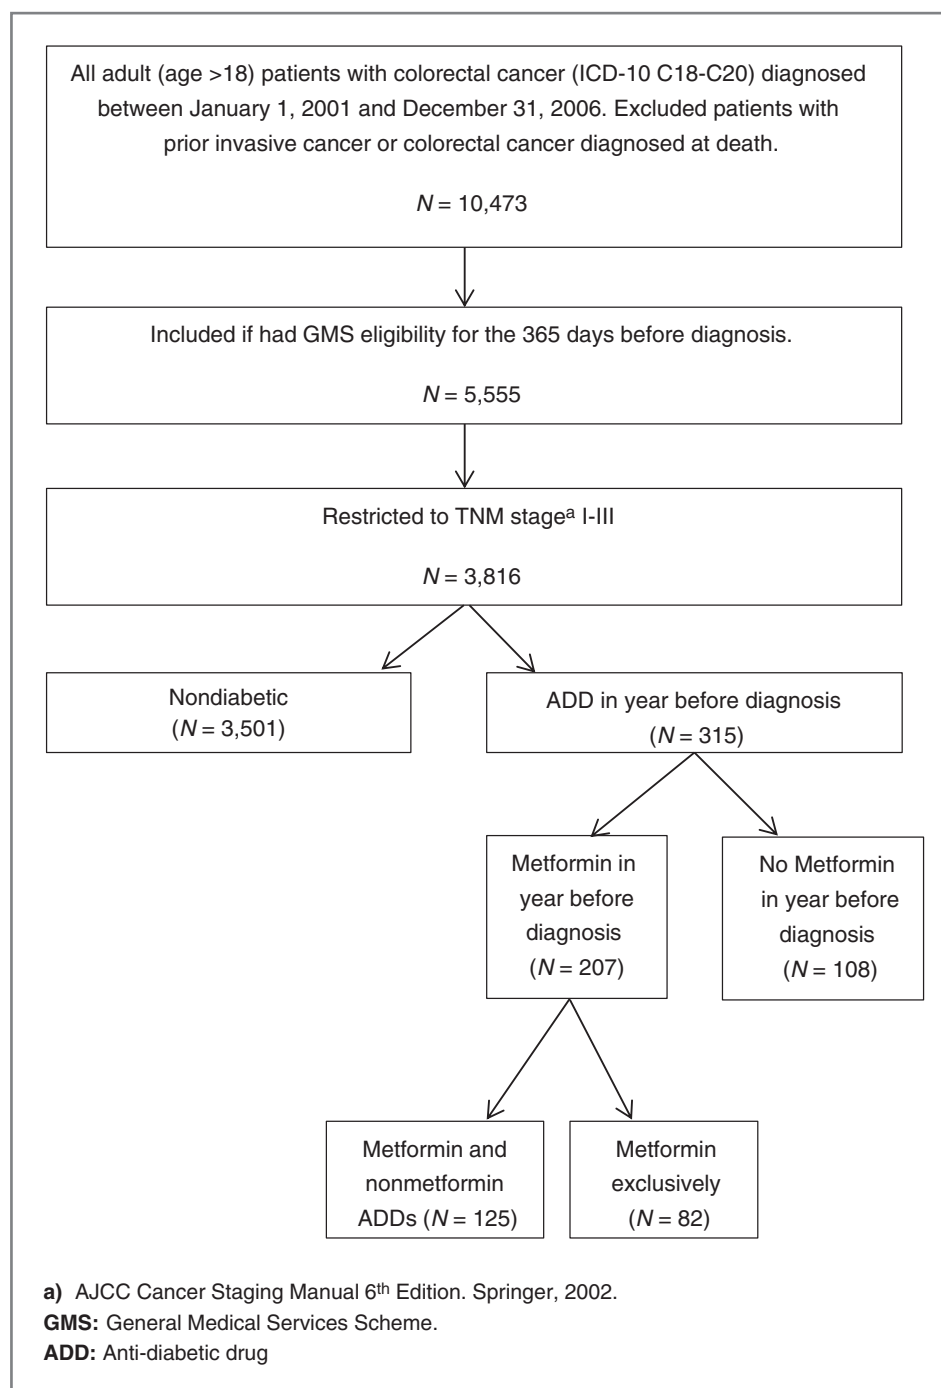 All adult (age >18) patients with colorectal cancer (ICD-10 C18-C20) diagnosed
between January 1, 2001 and December 31, 2006. Excluded patients with
prior invasive cancer or colorectal cancer diagnosed at death.
N = 10,473
Included if had GMS eligibility for the 365 days before diagnosis.
N = 5,555
Restricted to TNM stageª I-III
N = 3,816
Nondiabetic
(N = 3,501)
ADD in year before diagnosis
(N = 315)
Metformin in
year before
diagnosis
(N = 207)
No Metformin
in year before
diagnosis
(N = 108)
Metformin and
nonmetformin
ADDs (N = 125)
Metformin
exclusively
(N = 82)
a) AJCC Cancer Staging Manual 6th Edition. Springer, 2002.
GMS: General Medical Services Scheme.
ADD: Anti-diabetic drug